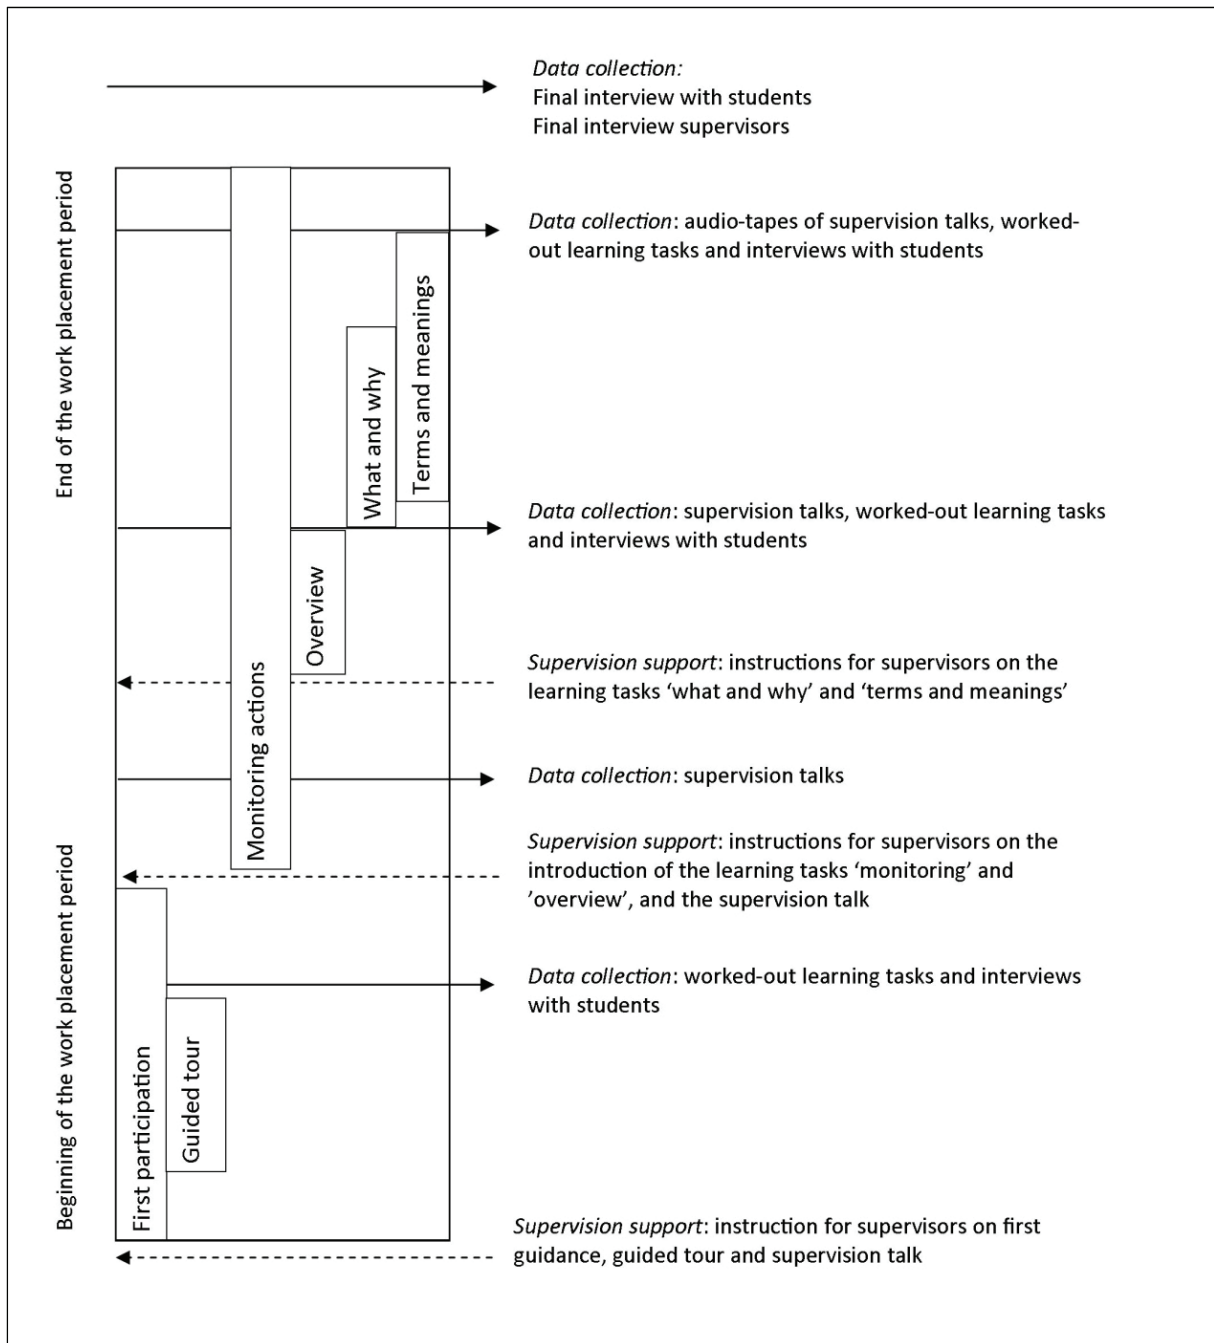 Data collection:
Final interview with students
Final interview supervisors
End of the work placement period
Data collection: audio-tapes of supervision talks, worked-
out learning tasks and interviews with students
Terms and meanings
What and why
Data collection: supervision talks, worked-out learning tasks
and interviews with students
Overview
Supervision support: instructions for supervisors on the
learning tasks ‘what and why’ and ‘terms and meanings’
Monitoring actions
Data collection: supervision talks
Supervision support: instructions for supervisors on the
introduction of the learning tasks ‘monitoring’ and
’overview’, and the supervision talk
Beginning of the work placement period
Data collection: worked-out learning tasks and interviews
with students
First participation
Guided tour
Supervision support: instruction for supervisors on first
guidance, guided tour and supervision talk